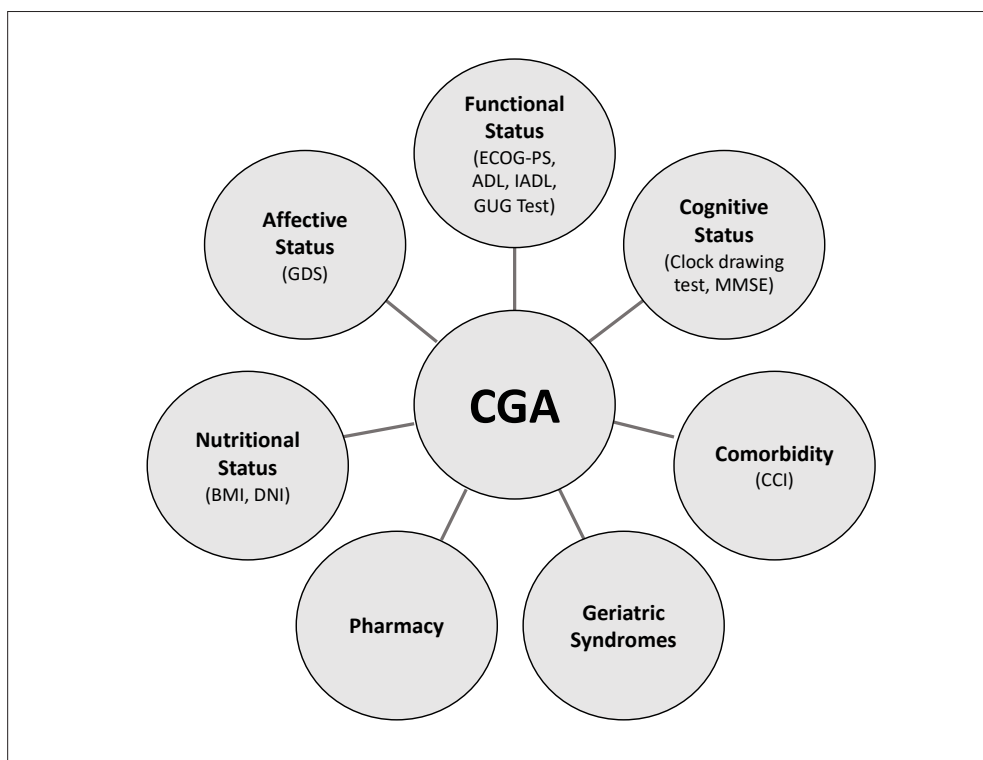 Functional
Status
(ECOG-PS,
ADL, IADL,
GUG Test)
Cognitive
Status
(Clock drawing
test, MMSE)
Affective
Status
(GDS)
CGA
Comorbidity
(CCI)
Nutritional
Status
(BMI, DNI)
Geriatric
Syndromes
Pharmacy